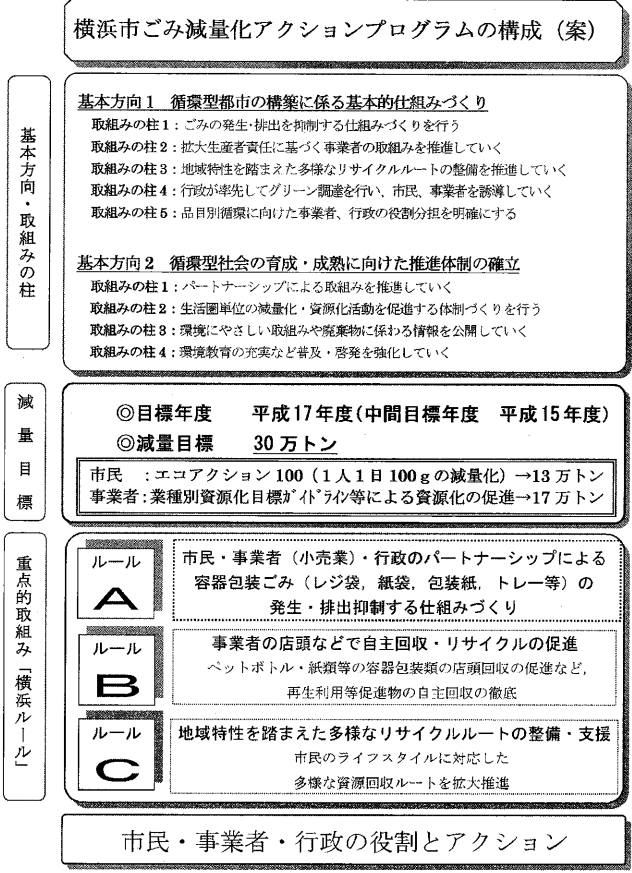 横浜市ごみ減量化アクションプログラムの構成（案）
基本方向・取組みの柱
基本方向1　循環型都市の構築に係る基本的仕組みづくり
取組みの柱1：ごみの発生・排出を抑制する仕組みづくりを行う
取組みの柱2：拡大生産者責任に基づく事業者の取組みを推進していく
取組みの柱3：地域特性を踏まえた多様なリサイクルルートの整備を推進していく
取組みの柱4：行政が率先してグリーン調達を行い、市民、事業者を誘導していく
取組みの柱5：品目別循環に向けた事業者、行政の役割分担を明確にする
基本方向2　循環型社会の育成・成熟に向けた推進体制の確立
取組みの柱1：パートナーシップによる取組みを推進していく
取組みの柱2：生活圏単位の減量化・資源化活動を促進する体制づくりを行う
取組みの柱3：環境にやさしい取組みや廃棄物に係わる情報を公開していく
取組みの柱4：環境教育の充実など普及・啓発を強化していく
減量目標
◎目標年度　平成17年度(中間目標年度　平成15年度)
◎減量目標　30万トン
市民　：エコアクション100（1人1日100gの減量化）→13万トン
事業者：業種別資源化目標ｶﾞｲﾄﾞﾗｲﾝ等による資源化の促進→17万トン
重点的取組み「横浜ルール」
ルール
A
市民・事業者（小売業）・行政のパートナーシップによる
容器包装ごみ（レジ袋，紙袋，包装紙，トレー等）の
発生・排出抑制する仕組みづくり
ルール
B
事業者の店頭などで自主回収・リサイクルの促進
ペットボトル・紙類等の容器包装類の店頭回収の促進など，
再生利用等促進物の自主回収の徹底
ルール
C
地域特性を踏まえた多様なリサイクルルートの整備・支援
市民のライフスタイルに対応した
多様な資源回収ルートを拡大推進
市民・事業者・行政の役割とアクション